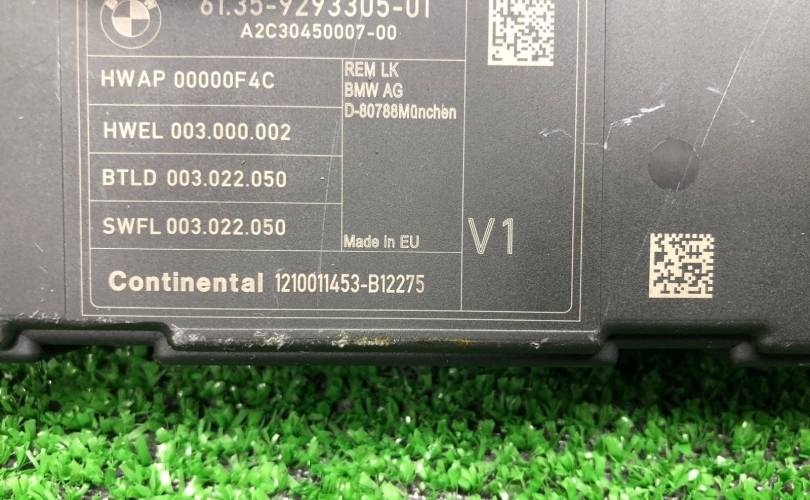 61.35-9293305-01
A2C30450007-00
HWAP 00000F4C
HWEL 003.000.002
BTLD 003.022.050
SWFL 003.022.050
REM LK
BMW AG
D-80788München
Made in EU
V1
Continental 1210011453-B12275